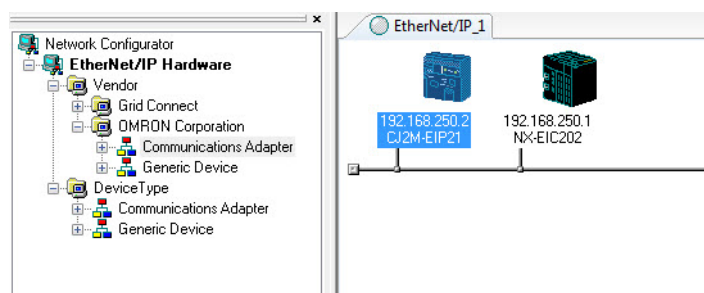 Network Configurator
EtherNet/IP Hardware
Vendor
Grid Connect
OMRON Corporation
Communications Adapter
Generic Device
DeviceType
Communications Adapter
Generic Device
EtherNet/IP_1
192.168.250.2
CJ2M-EIP21
192.168.250.1
NX-EIC202